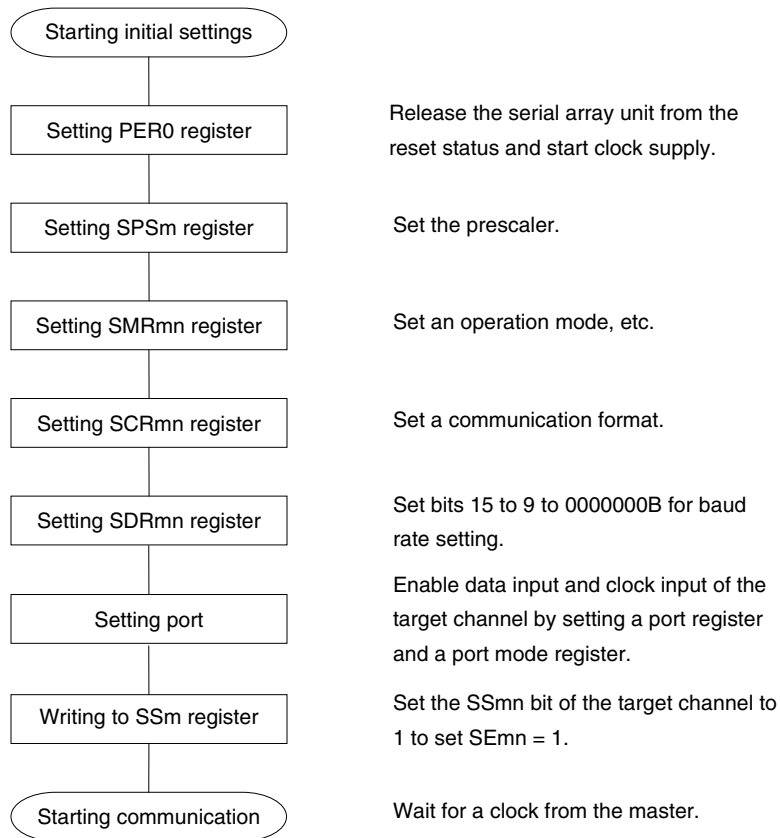 Starting initial settings
Setting PER0 register
Release the serial array unit from the
reset status and start clock supply.
Setting SPSm register
Set the prescaler.
Setting SMRmn register
Set an operation mode, etc.
Setting SCRmn register
Set a communication format.
Setting SDRmn register
Set bits 15 to 9 to 0000000B for baud
rate setting.
Setting port
Enable data input and clock input of the
target channel by setting a port register
and a port mode register.
Writing to SSm register
Set the SSmn bit of the target channel to
1 to set SEmn = 1.
Starting communication
Wait for a clock from the master.